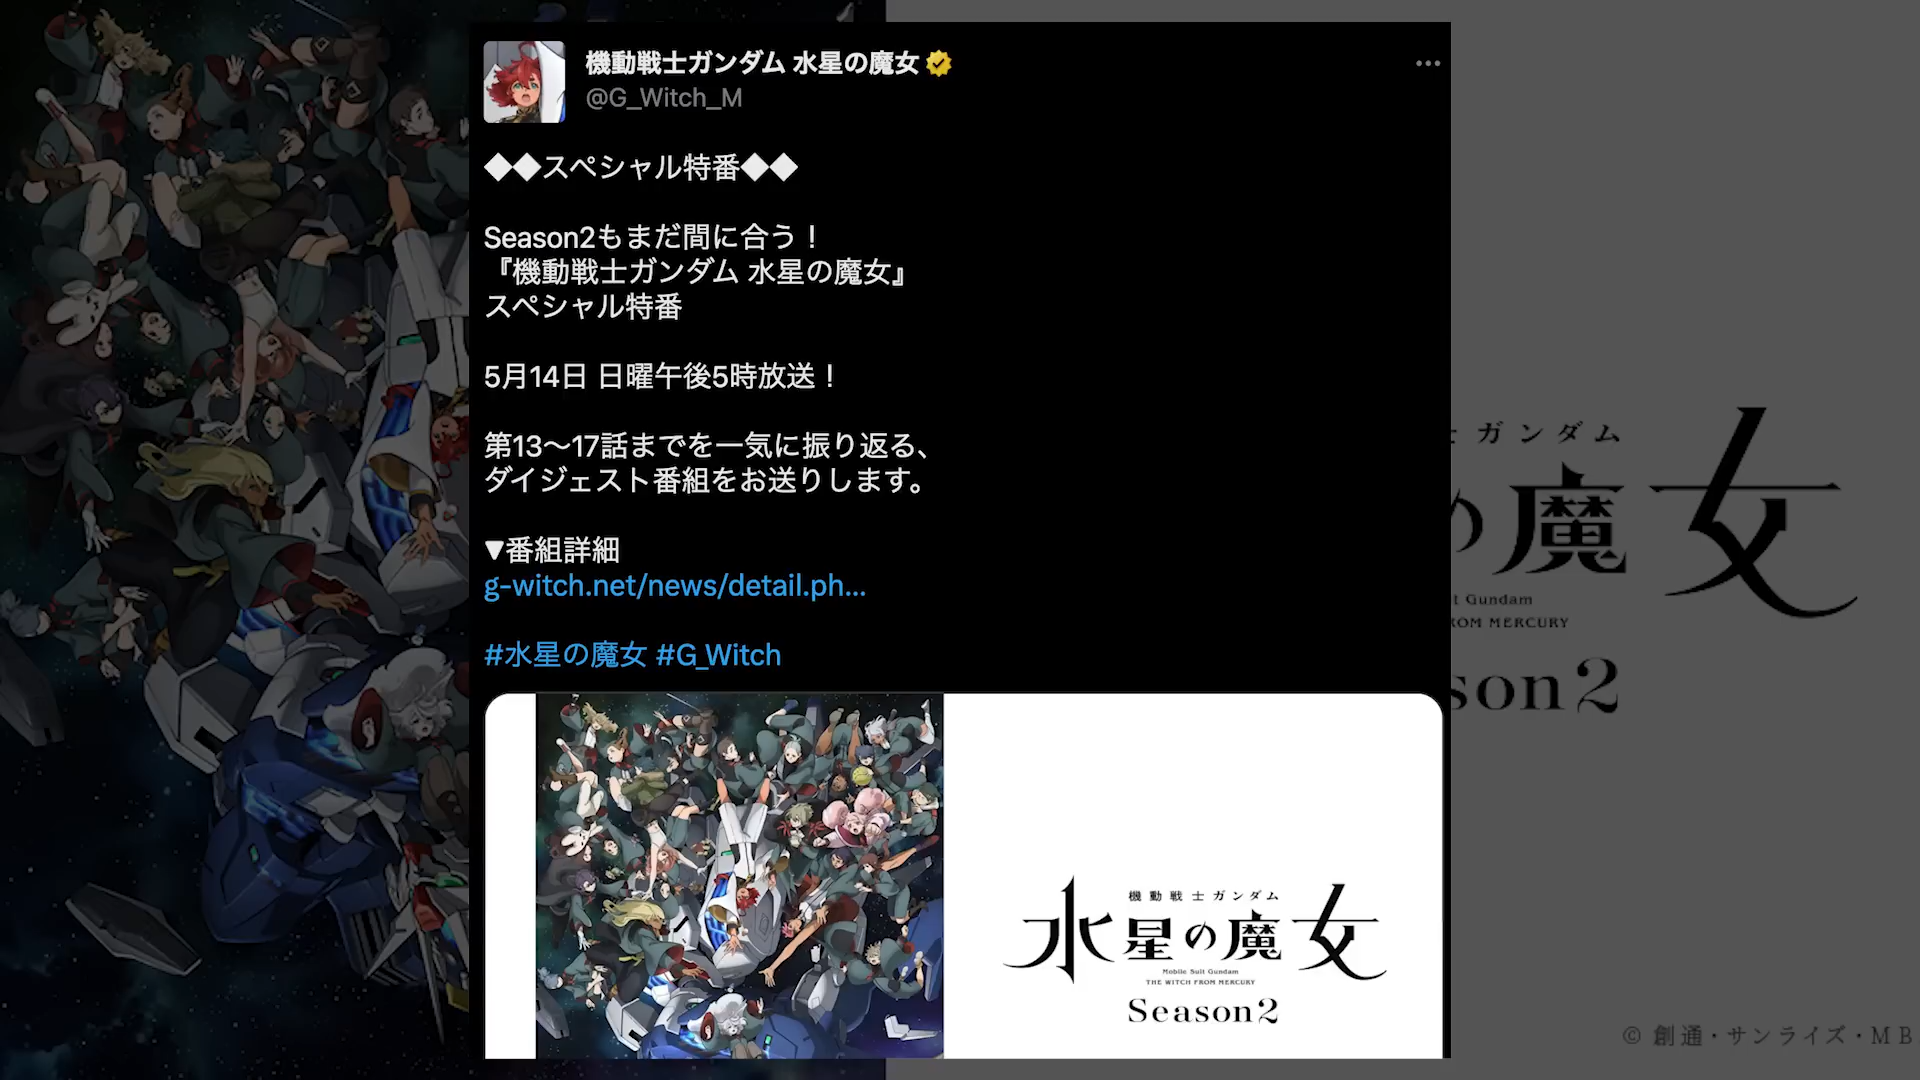 機動戦士ガンダム 水星の魔女
@G_Witch_M
◆◆スペシャル特番◆◆
Season2もまだ間に合う！
『機動戦士ガンダム 水星の魔女』
スペシャル特番
5月14日 日曜午後5時放送！
第13〜17話までを一気に振り返る、
ダイジェスト番組をお送りします。
▼番組詳細
g-witch.net/news/detail.ph…
#水星の魔女 #G_Witch
機動戦士ガンダム
水星の魔女
Mobile Suit Gundam
THE WITCH FROM MERCURY
Season2
ガンダム
の魔女
t Gundam
ROM MERCURY
son2
© 創通・サンライズ・MB